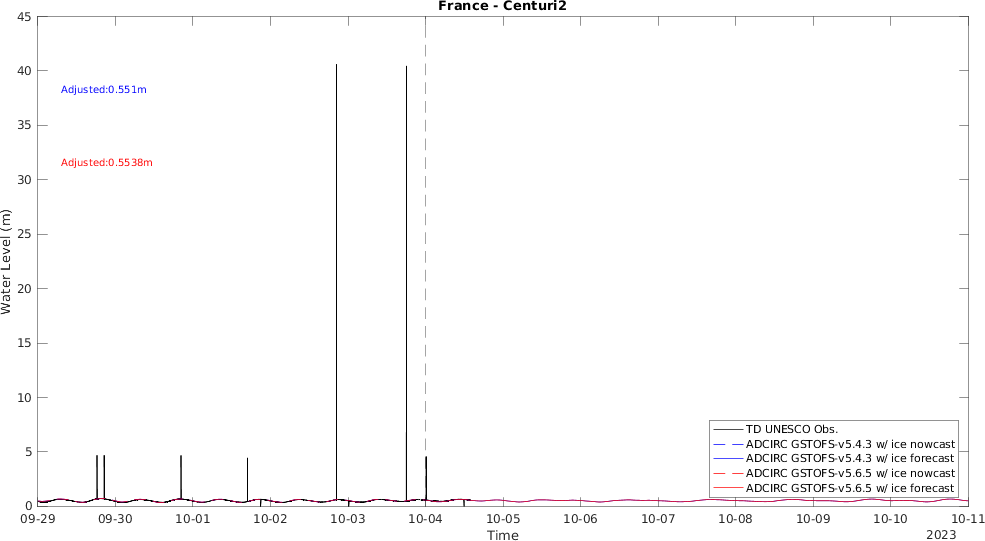 France - Centuri2
45
40
35
30
25
20
15
10
5
0
Water Level (m)
Adjusted:0.551m
Adjusted:0.5538m
TD UNESCO Obs.
ADCIRC GSTOFS-v5.4.3 w/ ice nowcast
ADCIRC GSTOFS-v5.4.3 w/ ice forecast
ADCIRC GSTOFS-v5.6.5 w/ ice nowcast
ADCIRC GSTOFS-v5.6.5 w/ ice forecast
09-29 09-30 10-01 10-02 10-03 10-04 10-05 10-06 10-07 10-08 10-09 10-10 10-11
Time
2023